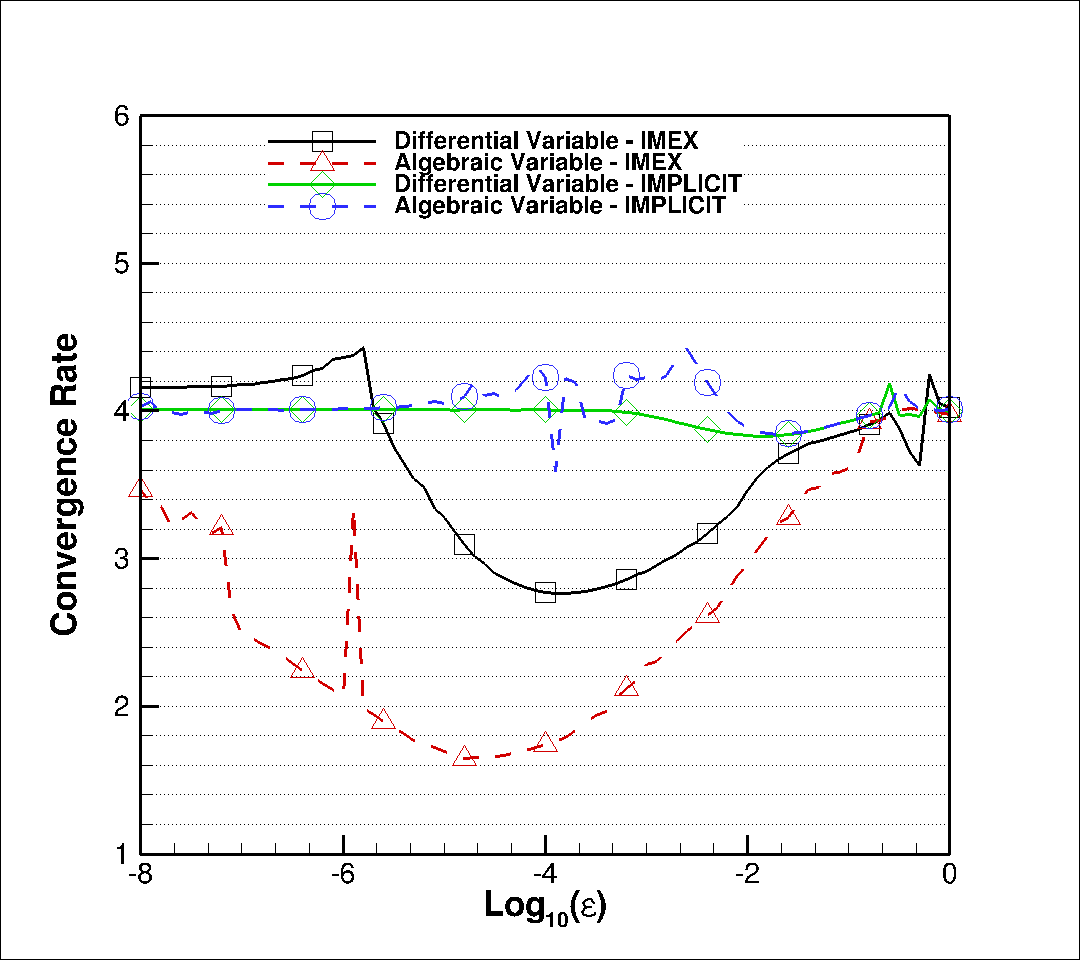 6
Differential Variable - IMEX
Algebraic Variable - IMEX
Differential Variable - IMPLICIT
Algebraic Variable - IMPLICIT
5
4
3
2
1
Convergence Rate
-8 -6 -4 -2 0
Log10(ε)